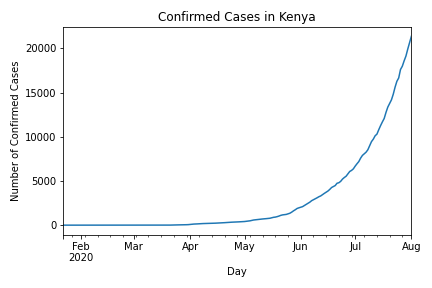 Confirmed Cases in Kenya
Number of Confirmed Cases
20000
15000
10000
5000
0
Feb Mar Apr May Jun Jul Aug
2020
Day